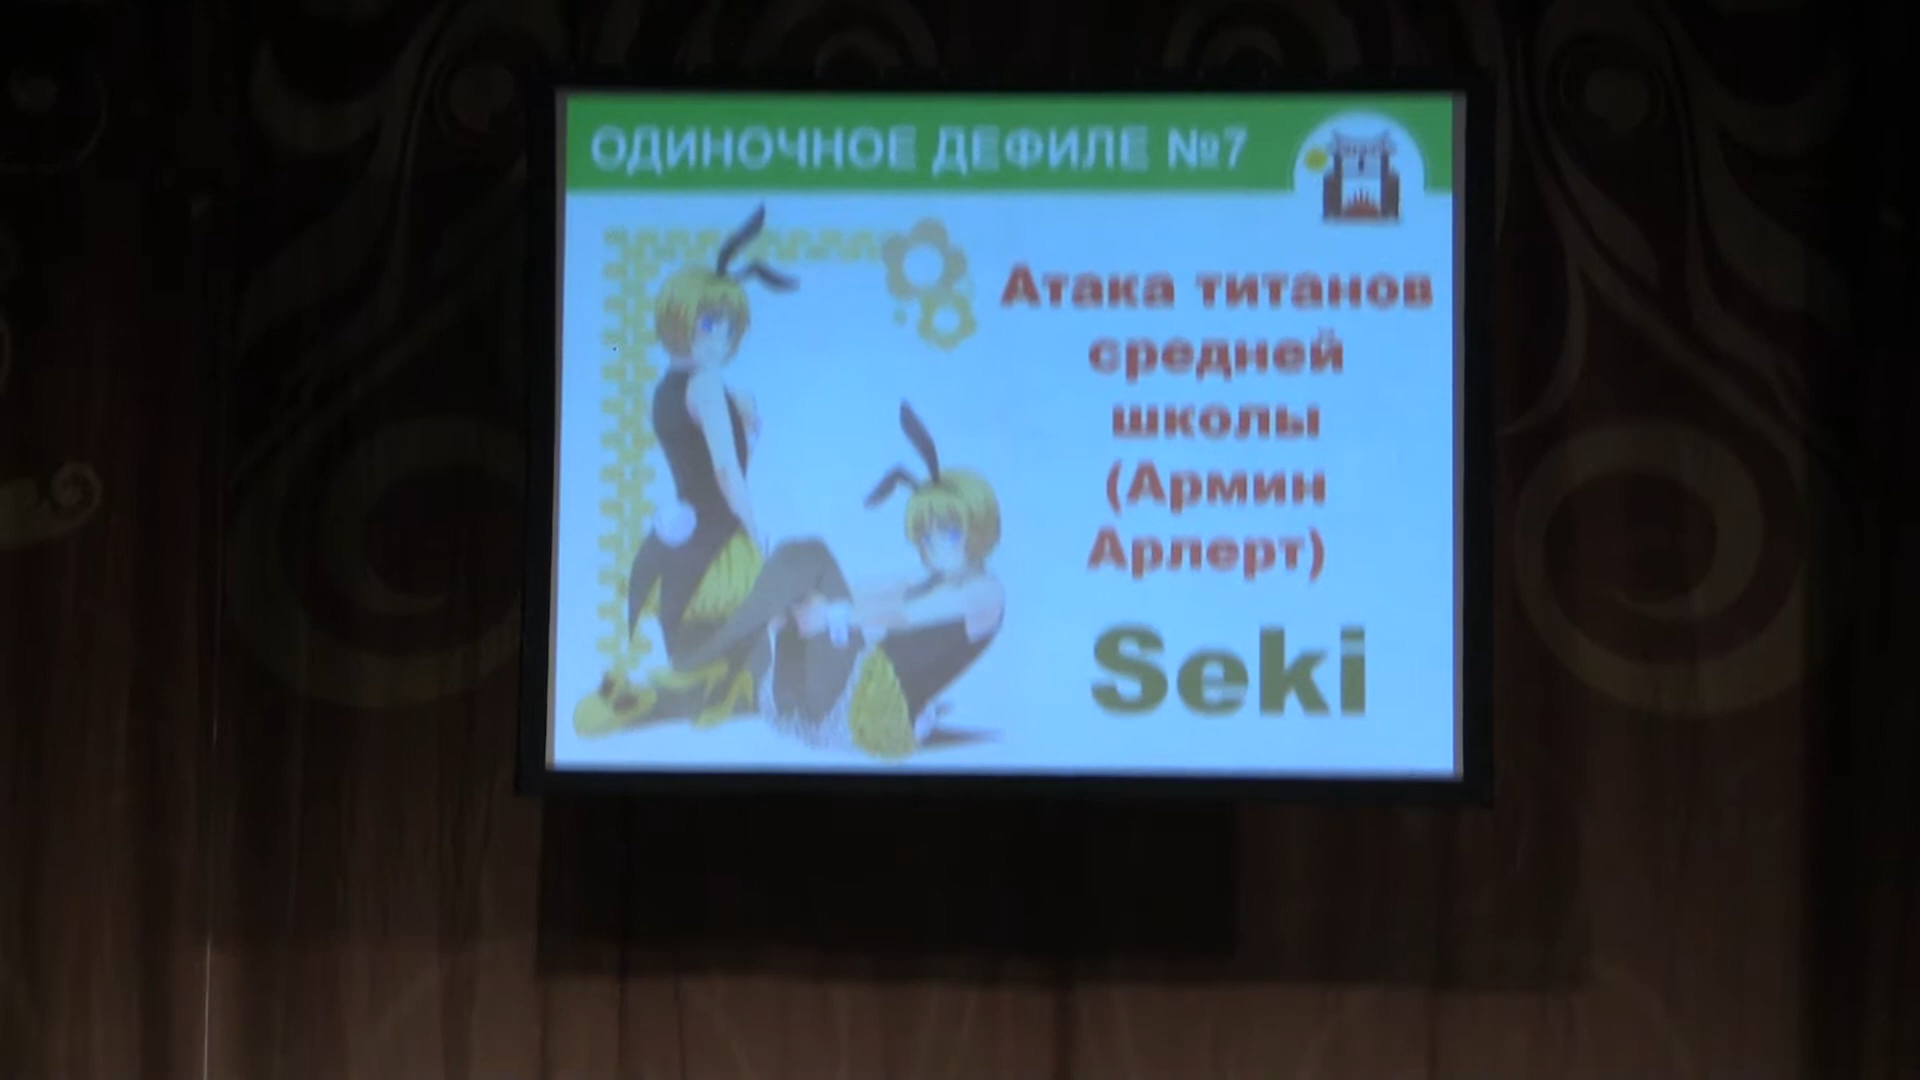 ОДИНОЧНОЕ ДЕФИЛЕ №7
Атака титанов
средней
школы
(Армин
Арлерт)
Seki